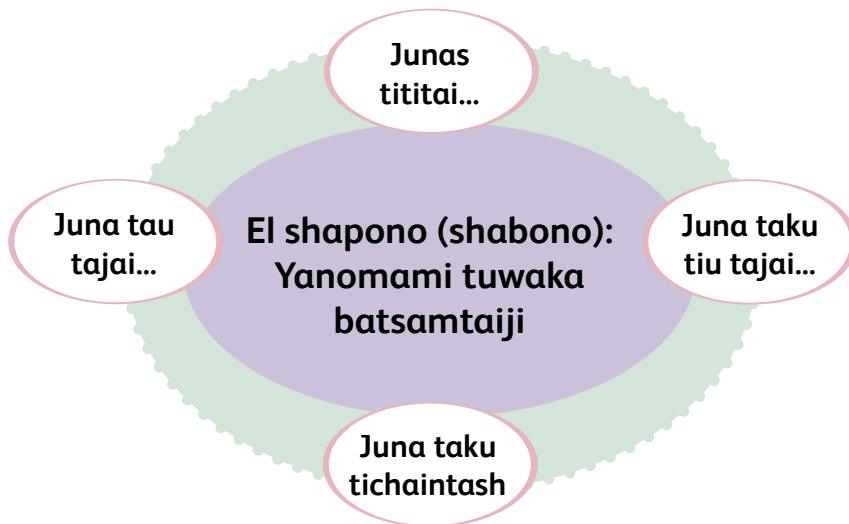 Junas
tititai...
Juna tau
tajai...
El shapono (shabono):
Yanomami tuwaka
batsamtaiji
Juna taku
tiu tajai...
Juna taku
tichaintash